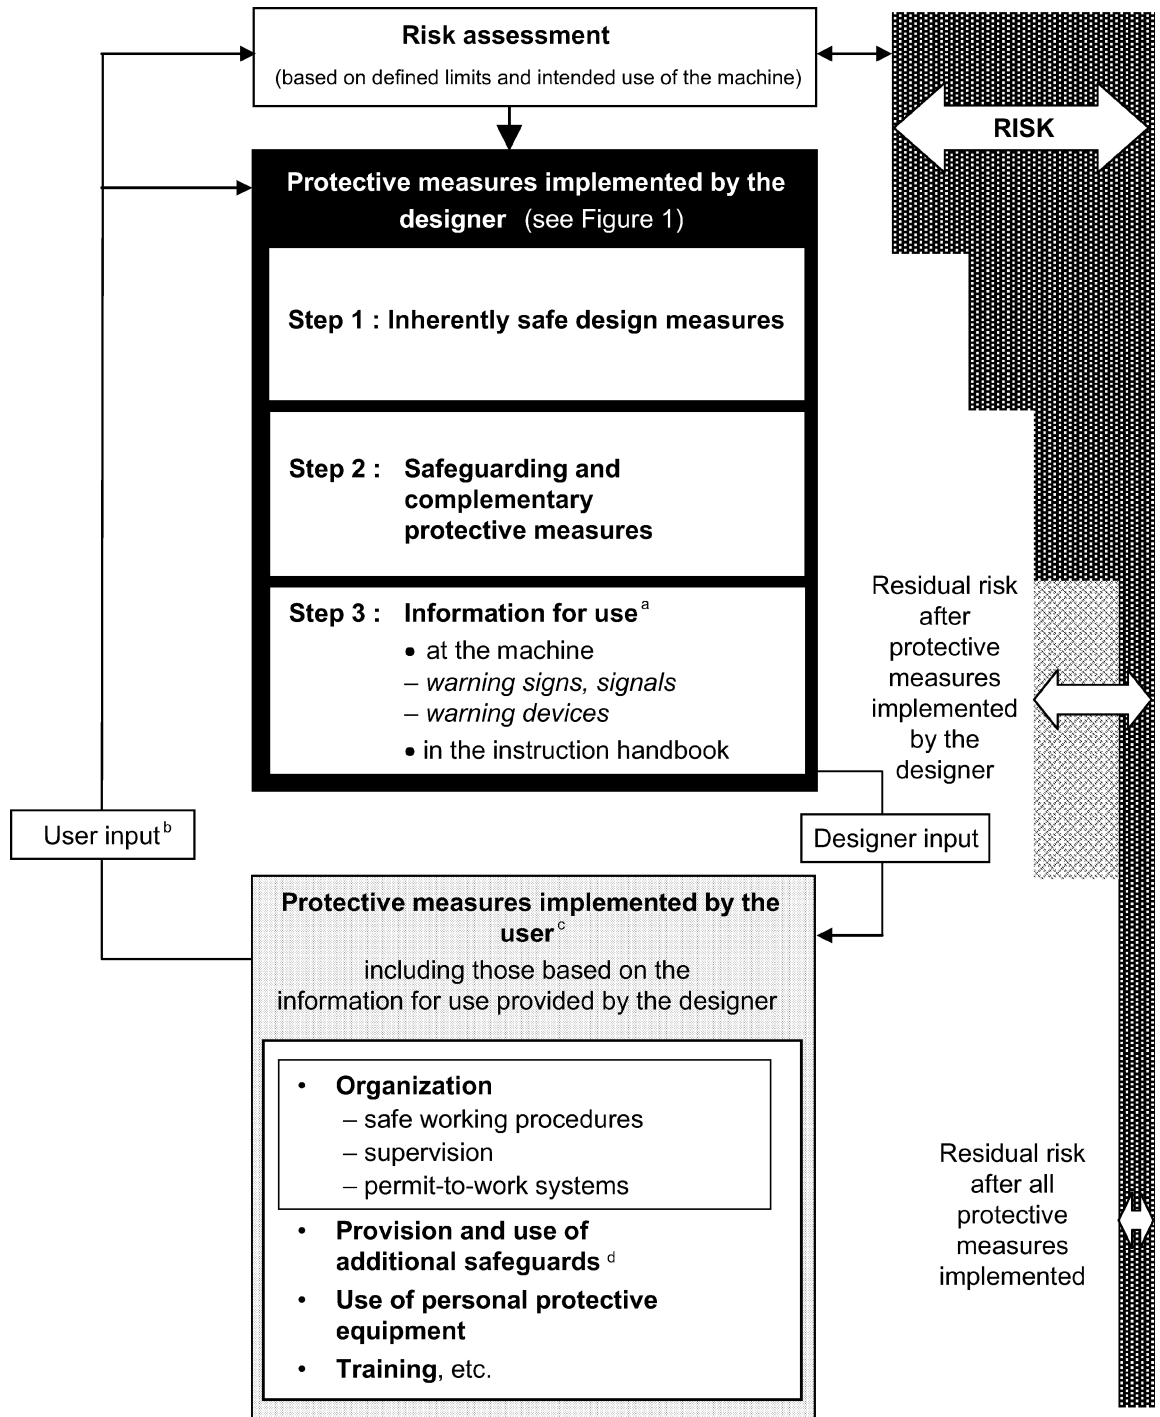 Risk assessment
(based on defined limits and intended use of the machine)
RISK
Protective measures implemented by the
designer (see Figure 1)
Step 1 : Inherently safe design measures
Step 2 : Safeguarding and
complementary
protective measures
Step 3 : Information for use a
• at the machine
– warning signs, signals
– warning devices
• in the instruction handbook
Residual risk
after
protective
measures
implemented
by the
designer
User input b
Designer input
Protective measures implemented by the
user c
including those based on the
information for use provided by the designer
• Organization
– safe working procedures
– supervision
– permit-to-work systems
• Provision and use of
additional safeguards d
• Use of personal protective
equipment
• Training, etc.
Residual risk
after all
protective
measures
implemented